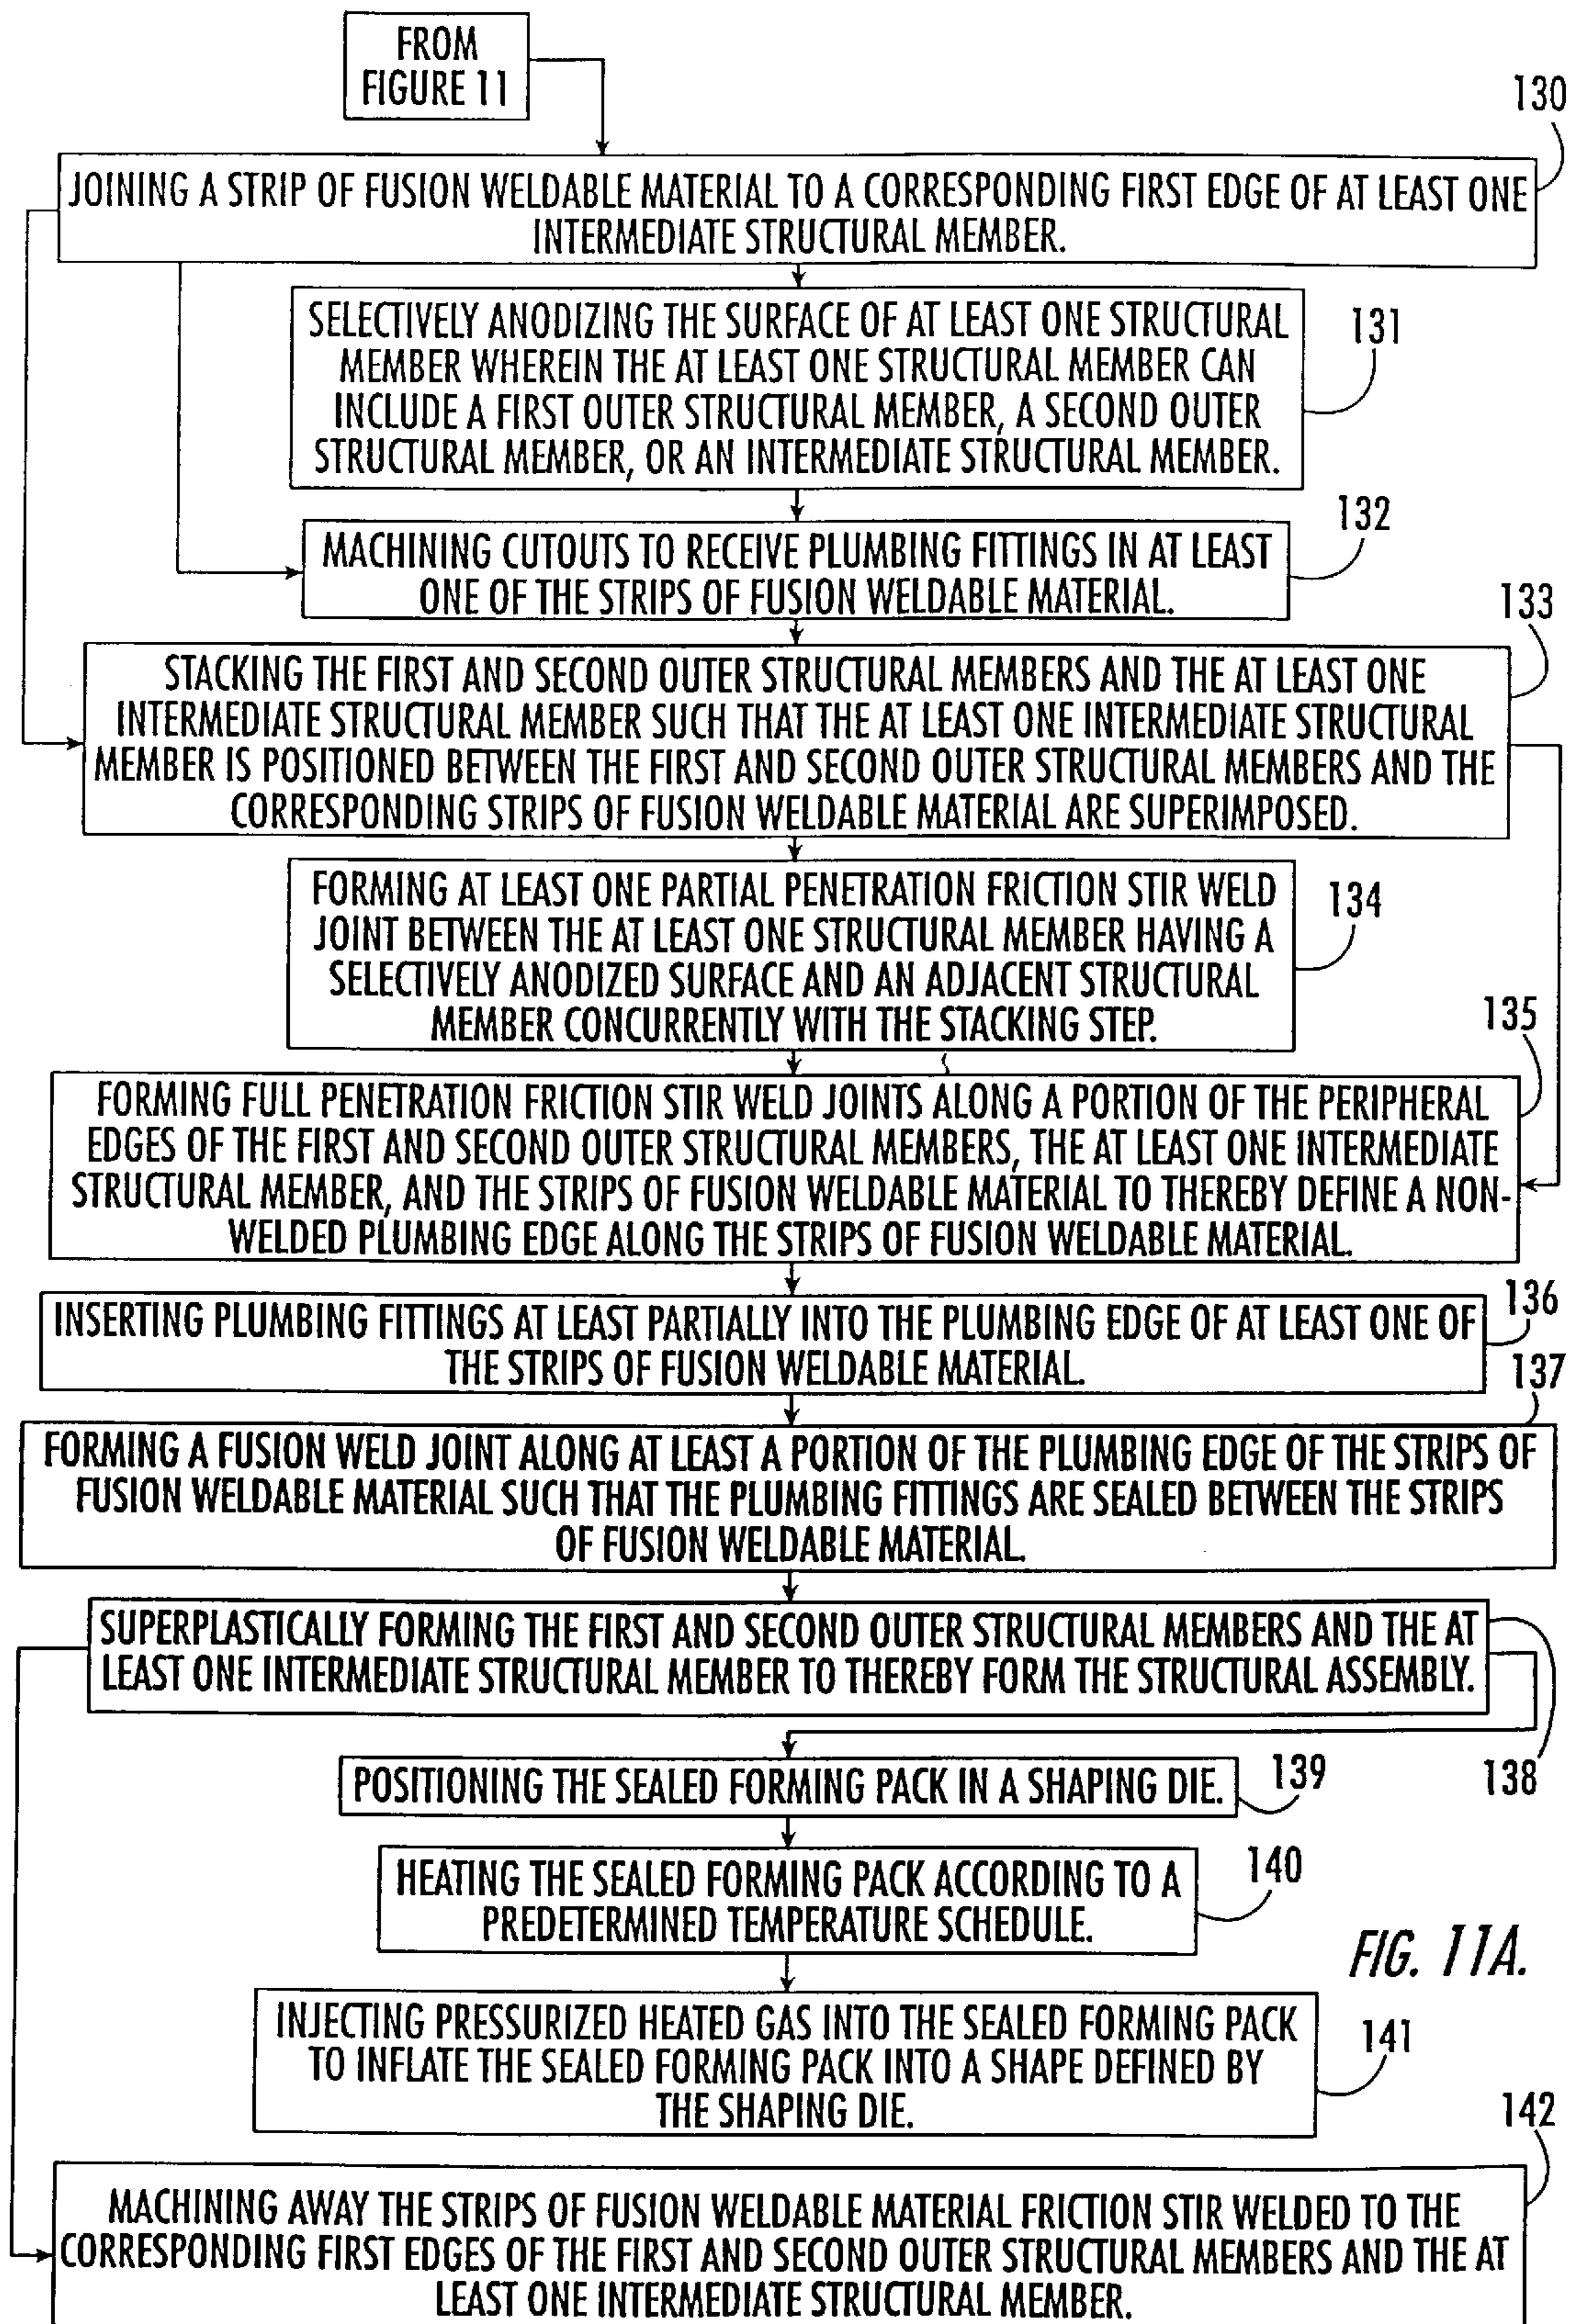 FROM
FIGURE 11
130
JOINING A STRIP OF FUSION WELDABLE MATERIAL TO A CORRESPONDING FIRST EDGE OF AT LEAST ONE
INTERMEDIATE STRUCTURAL MEMBER.
SELECTIVELY ANODIZING THE SURFACE OF AT LEAST ONE STRUCTURAL
MEMBER WHEREIN THE AT LEAST ONE STRUCTURAL MEMBER CAN
INCLUDE A FIRST OUTER STRUCTURAL MEMBER, A SECOND OUTER
STRUCTURAL MEMBER, OR AN INTERMEDIATE STRUCTURAL MEMBER.
131
132
MACHINING CUTOUTS TO RECEIVE PLUMBING FITTINGS IN AT LEAST
ONE OF THE STRIPS OF FUSION WELDABLE MATERIAL.
133
STACKING THE FIRST AND SECOND OUTER STRUCTURAL MEMBERS AND THE AT LEAST ONE
INTERMEDIATE STRUCTURAL MEMBER SUCH THAT THE AT LEAST ONE INTERMEDIATE STRUCTURAL
MEMBER IS POSITIONED BETWEEN THE FIRST AND SECOND OUTER STRUCTURAL MEMBERS AND THE
CORRESPONDING STRIPS OF FUSION WELDABLE MATERIAL ARE SUPERIMPOSED.
FORMING AT LEAST ONE PARTIAL PENETRATION FRICTION STIR WELD
JOINT BETWEEN THE AT LEAST ONE STRUCTURAL MEMBER HAVING A
SELECTIVELY ANODIZED SURFACE AND AN ADJACENT STRUCTURAL
MEMBER CONCURRENTLY WITH THE STACKING STEP.
134
135
FORMING FULL PENETRATION FRICTION STIR WELD JOINTS ALONG A PORTION OF THE PERIPHERAL
EDGES OF THE FIRST AND SECOND OUTER STRUCTURAL MEMBERS, THE AT LEAST ONE INTERMEDIATE
STRUCTURAL MEMBER, AND THE STRIPS OF FUSION WELDABLE MATERIAL TO THEREBY DEFINE A NON-
WELDED PLUMBING EDGE ALONG THE STRIPS OF FUSION WELDABLE MATERIAL.
136
INSERTING PLUMBING FITTINGS AT LEAST PARTIALLY INTO THE PLUMBING EDGE OF AT LEAST ONE OF
THE STRIPS OF FUSION WELDABLE MATERIAL.
137
FORMING A FUSION WELD JOINT ALONG AT LEAST A PORTION OF THE PLUMBING EDGE OF THE STRIPS OF
FUSION WELDABLE MATERIAL SUCH THAT THE PLUMBING FITTINGS ARE SEALED BETWEEN THE STRIPS
OF FUSION WELDABLE MATERIAL.
SUPERPLASTICALLY FORMING THE FIRST AND SECOND OUTER STRUCTURAL MEMBERS AND THE AT
LEAST ONE INTERMEDIATE STRUCTURAL MEMBER TO THEREBY FORM THE STRUCTURAL ASSEMBLY.
138
POSITIONING THE SEALED FORMING PACK IN A SHAPING DIE.
139
HEATING THE SEALED FORMING PACK ACCORDING TO A
PREDETERMINED TEMPERATURE SCHEDULE.
140
FIG. 11A.
INJECTING PRESSURIZED HEATED GAS INTO THE SEALED FORMING PACK
TO INFLATE THE SEALED FORMING PACK INTO A SHAPE DEFINED BY
THE SHAPING DIE.
141
142
MACHINING AWAY THE STRIPS OF FUSION WELDABLE MATERIAL FRICTION STIR WELDED TO THE
CORRESPONDING FIRST EDGES OF THE FIRST AND SECOND OUTER STRUCTURAL MEMBERS AND THE AT
LEAST ONE INTERMEDIATE STRUCTURAL MEMBER.